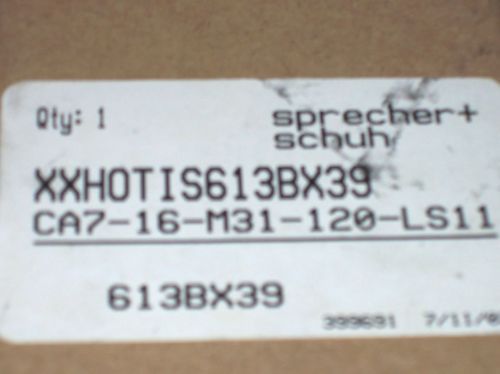 Qty: 1
sprecher+
schuh
XXHOTIS613BX39
CA7-16-M31-120-LS11
613BX39
399691